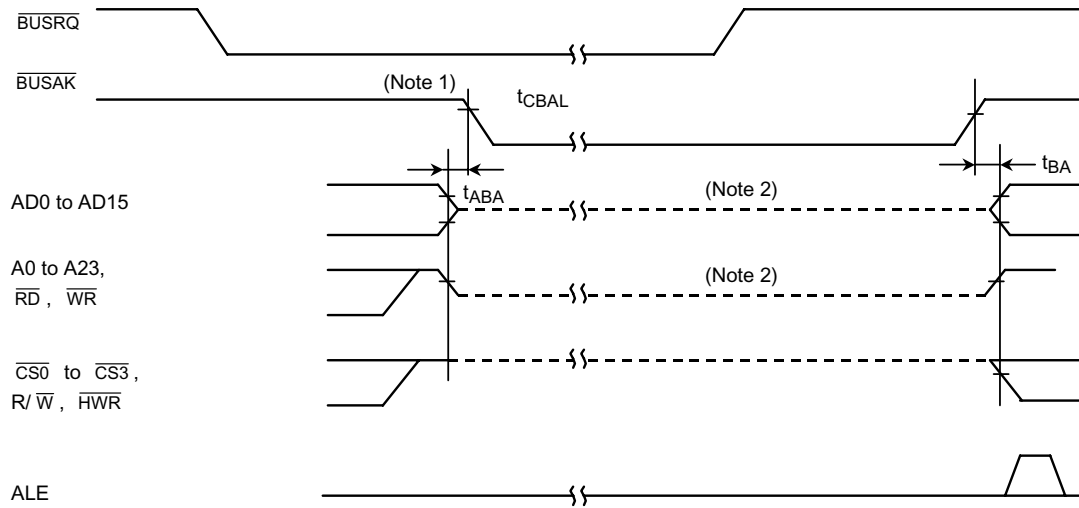 BUSRQ
BUSAK
(Note 1)
tCBAL
tBA
AD0 to AD15
tABA
(Note 2)
A0 to A23,
RD , WR
(Note 2)
CS0 to CS3 ,
R/ W , HWR
ALE